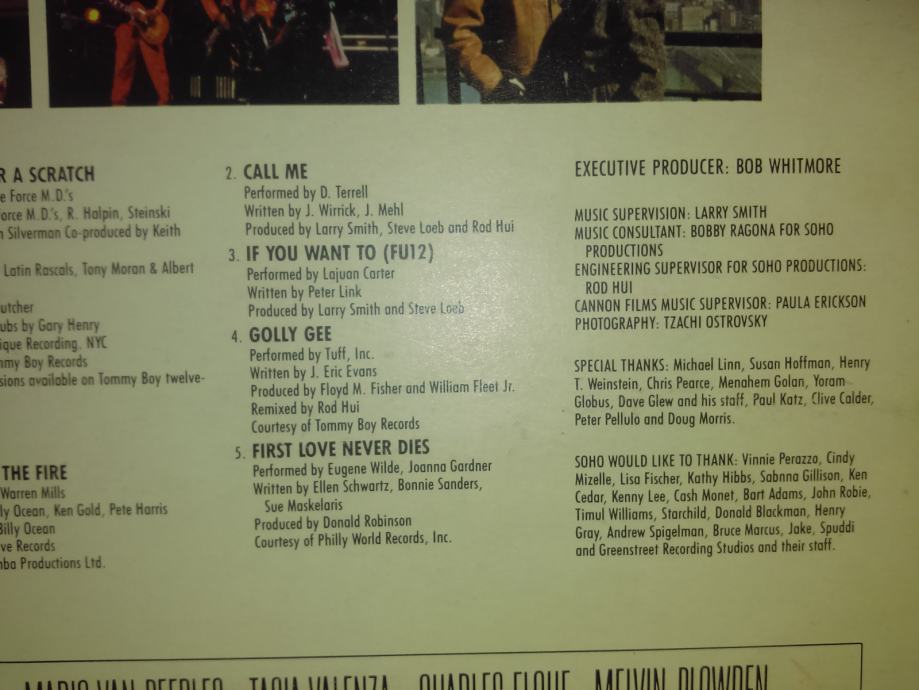 R A SCRATCH
e Force M.D.'s
orce M.D.'s, R. Halpin, Steinski
n Silverman Co-produced by Keith
Latin Rascals, Tony Moran & Albert
utcher
ubs by Gary Henry
ique Recording, NYC
mmy Boy Records
sions available on Tommy Boy twelve-
THE FIRE
Warren Mills
ly Ocean, Ken Gold, Pete Harris
Billy Ocean
ve Records
mba Productions Ltd.
2. CALL ME
Performed by D. Terrell
Written by J. Wirrick, J. Mehl
Produced by Larry Smith, Steve Loeb and Rod Hui
3. IF YOU WANT TO (FU12)
Performed by Lajuan Carter
Written by Peter Link
Produced by Larry Smith and Steve Loeb
4. GOLLY GEE
Performed by Tuff, Inc.
Written by J. Eric Evans
Produced by Floyd M. Fisher and William Fleet Jr.
Remixed by Rod Hui
Courtesy of Tommy Boy Records
5. FIRST LOVE NEVER DIES
Performed by Eugene Wilde, Joanna Gardner
Written by Ellen Schwartz, Bonnie Sanders,
Sue Maskelaris
Produced by Donald Robinson
Courtesy of Philly World Records, Inc.
EXECUTIVE PRODUCER: BOB WHITMORE
MUSIC SUPERVISION: LARRY SMITH
MUSIC CONSULTANT: BOBBY RAGONA FOR SOHO
PRODUCTIONS
ENGINEERING SUPERVISOR FOR SOHO PRODUCTIONS:
ROD HUI
CANNON FILMS MUSIC SUPERVISOR: PAULA ERICKSON
PHOTOGRAPHY: TZACHI OSTROVSKY
SPECIAL THANKS: Michael Linn, Susan Hoffman, Henry
T. Weinstein, Chris Pearce, Menahem Golan, Yoram
Globus, Dave Glew and his staff, Paul Katz, Clive Calder,
Peter Pellulo and Doug Morris.
SOHO WOULD LIKE TO THANK: Vinnie Perazzo, Cindy
Mizelle, Lisa Fischer, Kathy Hibbs, Sabnna Gillison, Ken
Cedar, Kenny Lee, Cash Monet, Bart Adams, John Robie,
Timul Williams, Starchild, Donald Blackman, Henry
Gray, Andrew Spigelman, Bruce Marcus, Jake, Spuddi
and Greenstreet Recording Studios and their staff.
MARIO VAN PEEBLES TASIA VALENZA CHARLES FLOHE MELVIN PLOWDEN